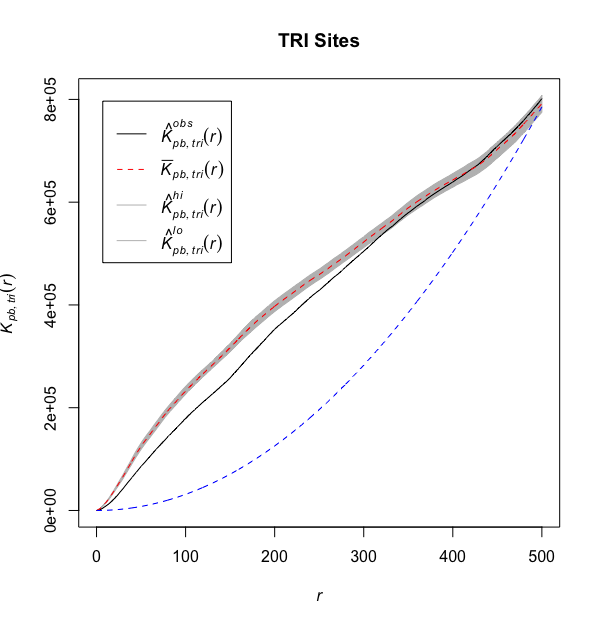 TRI Sites
K̂ᵒᵇˢ_pb, tri(r)
K̄_pb, tri(r)
K̂ʰⁱ_pb, tri(r)
K̂ˡᵒ_pb, tri(r)
K_pb, tri(r)
8e+05
6e+05
4e+05
2e+05
0e+00
0 100 200 300 400 500
r